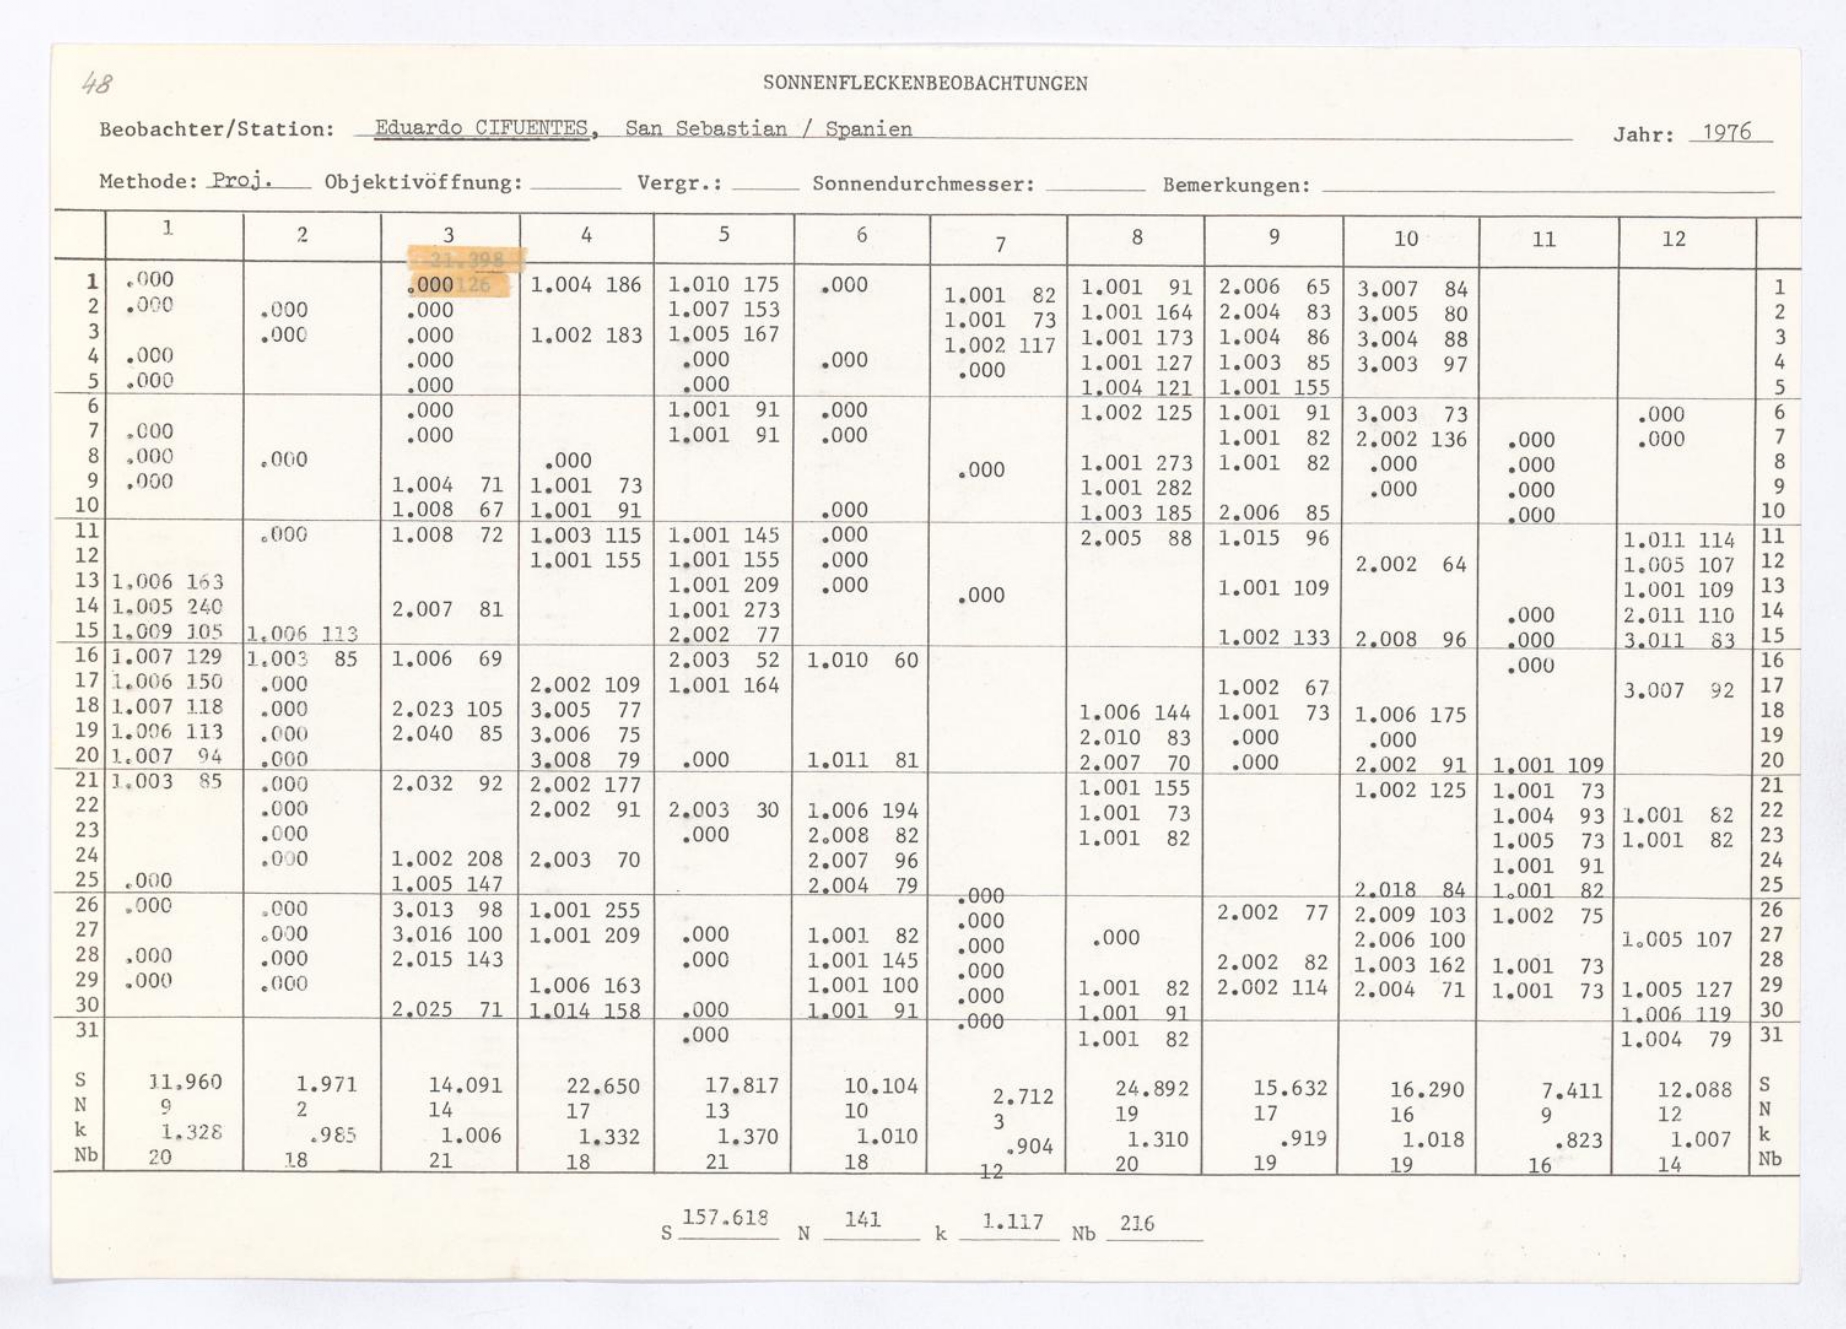 48
SONNENFLECKENBEOBACHTUNGEN
Beobachter/Station: Eduardo CIFUENTES, San Sebastian / Spanien Jahr: 1976
Methode: Proj. Objektivöffnung: Vergr.: Sonnendurchmesser: Bemerkungen:
1 2 3 4 5 6 7 8 9 10 11 12
21.398
1 .000 .000 126 1.004 186 1.010 175 .000 1.001 82 1.001 91 2.006 65 3.007 84 1
2 .000 .000 .000 1.007 153 1.001 73 1.001 164 2.004 83 3.005 80 2
3 .000 .000 1.002 183 1.005 167 1.002 117 1.001 173 1.004 86 3.004 88 3
4 .000 .000 .000 .000 .000 1.001 127 1.003 85 3.003 97 4
5 .000 .000 .000 1.004 121 1.001 155 5
6 .000 1.001 91 .000 1.002 125 1.001 91 3.003 73 .000 6
7 .000 .000 1.001 91 .000 1.001 82 2.002 136 .000 .000 7
8 .000 .000 .000 .000 1.001 273 1.001 82 .000 .000 8
9 .000 1.004 71 1.001 73 1.001 282 .000 .000 9
10 1.008 67 1.001 91 .000 1.003 185 2.006 85 .000 10
11 .000 1.008 72 1.003 115 1.001 145 .000 2.005 88 1.015 96 1.011 114 11
12 1.001 155 1.001 155 .000 2.002 64 1.005 107 12
13 1.006 163 1.001 209 .000 .000 1.001 109 1.001 109 13
14 1.005 240 2.007 81 1.001 273 .000 2.011 110 14
15 1.009 105 1.006 113 2.002 77 1.002 133 2.008 96 .000 3.011 83 15
16 1.007 129 1.003 85 1.006 69 2.003 52 1.010 60 .000 16
17 1.006 150 .000 2.002 109 1.001 164 1.002 67 3.007 92 17
18 1.007 118 .000 2.023 105 3.005 77 1.006 144 1.001 73 1.006 175 18
19 1.006 113 .000 2.040 85 3.006 75 2.010 83 .000 .000 19
20 1.007 94 .000 3.008 79 .000 1.011 81 2.007 70 .000 2.002 91 1.001 109 20
21 1.003 85 .000 2.032 92 2.002 177 1.001 155 1.002 125 1.001 73 21
22 .000 2.002 91 2.003 30 1.006 194 1.001 73 1.004 93 1.001 82 22
23 .000 .000 2.008 82 1.001 82 1.005 73 1.001 82 23
24 .000 1.002 208 2.003 70 2.007 96 1.001 91 24
25 .000 1.005 147 2.004 79 .000 2.018 84 1.001 82 25
26 .000 .000 3.013 98 1.001 255 .000 2.002 77 2.009 103 1.002 75 26
27 .000 3.016 100 1.001 209 .000 1.001 82 .000 .000 2.006 100 1.005 107 27
28 .000 .000 2.015 143 .000 1.001 145 .000 2.002 82 1.003 162 1.001 73 28
29 .000 .000 1.006 163 1.001 100 .000 1.001 82 2.002 114 2.004 71 1.001 73 1.005 127 29
30 2.025 71 1.014 158 .000 1.001 91 .000 1.001 91 1.006 119 30
31 .000 1.001 82 1.004 79 31
S 11.960 1.971 14.091 22.650 17.817 10.104 2.712 24.892 15.632 16.290 7.411 12.088 S
N 9 2 14 17 13 10 3 19 17 16 9 12 N
k 1.328 .985 1.006 1.332 1.370 1.010 .904 1.310 .919 1.018 .823 1.007 k
Nb 20 18 21 18 21 18 12 20 19 19 16 14 Nb
S 157.618 N 141 k 1.117 Nb 216